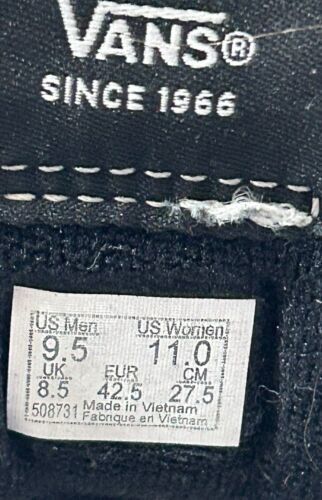 VANS®
SINCE 1966
US Men US Women
9.5 11.0
UK EUR CM
8.5 42.5 27.5
508731 Made in Vietnam
Fabrique en Vietnam